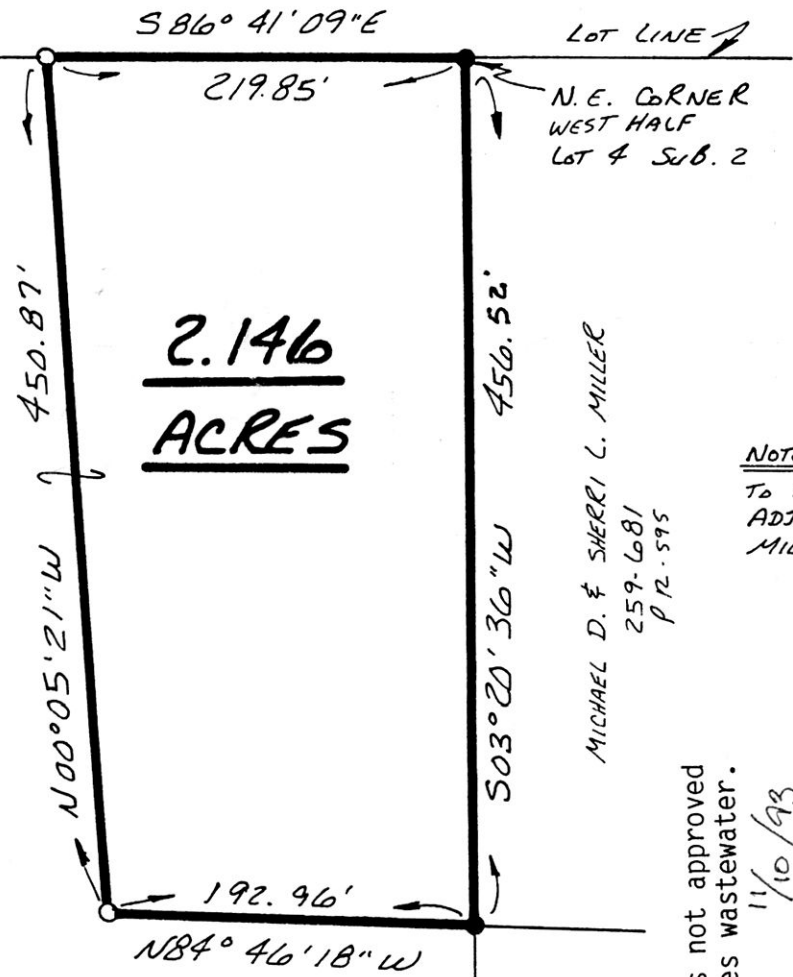 S 86° 41' 09" E
219.85'
LOT LINE
N.E. CORNER
WEST HALF
LOT 4 SUB. 2
450.87'
N00°05'21"W
2.146
ACRES
456.52'
S03°20'36"W
MICHAEL D. & SHERRI L. MILLER
259-681
P12-595
192.96'
N84°46'18"W
s not approved
es wastewater.
11/10/93